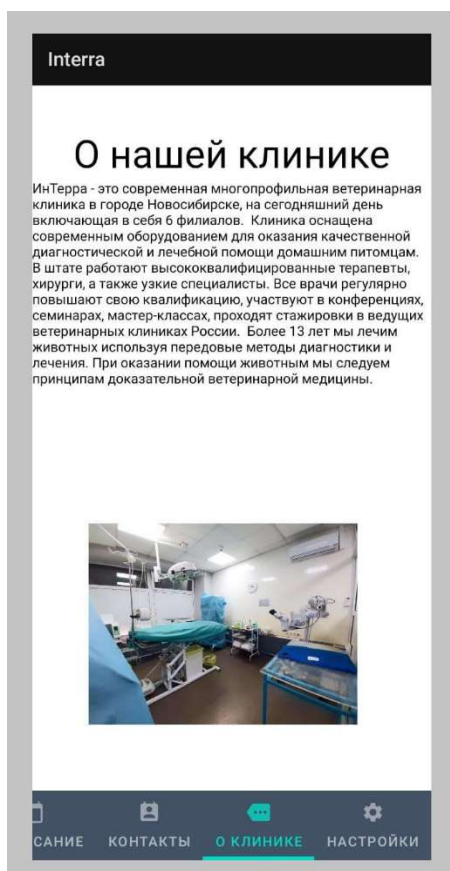 Interra
О нашей клинике
ИнТерра - это современная многопрофильная ветеринарная
клиника в городе Новосибирске, на сегодняшний день
включающая в себя 6 филиалов.  Клиника оснащена
современным оборудованием для оказания качественной
диагностической и лечебной помощи домашним питомцам.
В штате работают высококвалифицированные терапевты,
хирурги, а также узкие специалисты. Все врачи регулярно
повышают свою квалификацию, участвуют в конференциях,
семинарах, мастер-классах, проходят стажировки в ведущих
ветеринарных клиниках России.  Более 13 лет мы лечим
животных используя передовые методы диагностики и
лечения. При оказании помощи животным мы следуем
принципам доказательной ветеринарной медицины.
САНИЕ КОНТАКТЫ О КЛИНИКЕ НАСТРОЙКИ